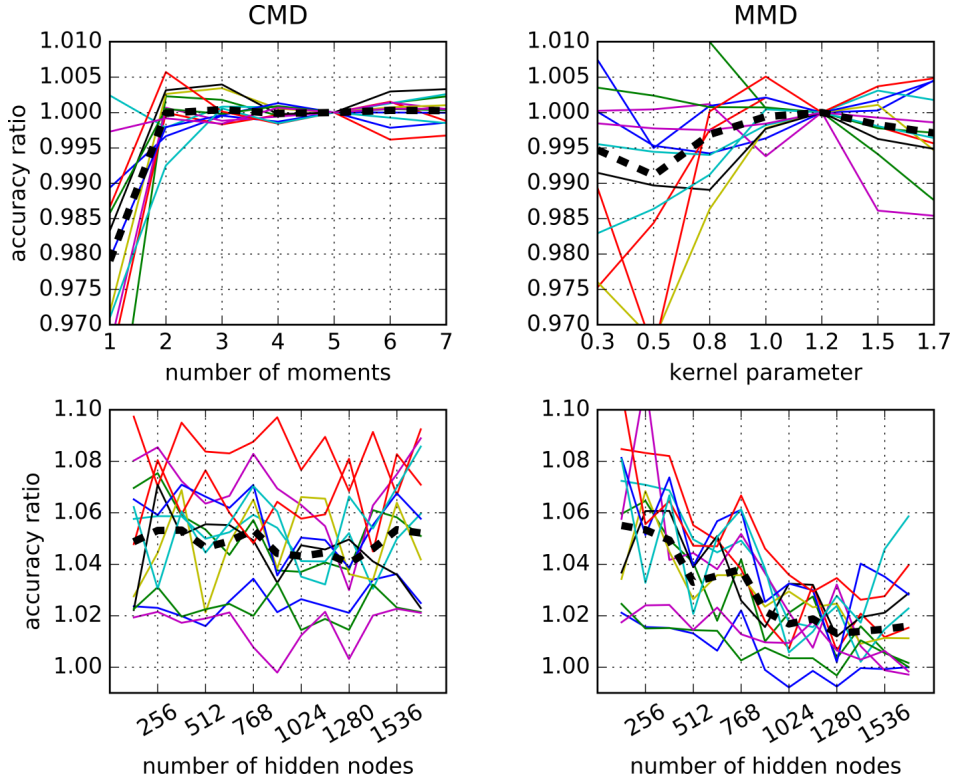 CMD
1.010
1.005
1.000
0.995
0.990
0.985
0.980
0.975
0.970
accuracy ratio
1 2 3 4 5 6 7
number of moments
MMD
1.010
1.005
1.000
0.995
0.990
0.985
0.980
0.975
0.970
0.3 0.5 0.8 1.0 1.2 1.5 1.7
kernel parameter
1.10
1.08
1.06
1.04
1.02
1.00
accuracy ratio
256 512 768 1024 1280 1536
number of hidden nodes
1.10
1.08
1.06
1.04
1.02
1.00
256 512 768 1024 1280 1536
number of hidden nodes